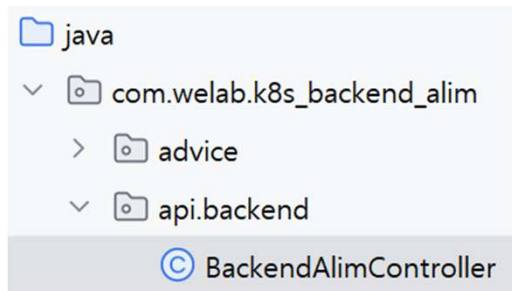 java
com.welab.k8s_backend_alim
advice
api.backend
BackendAlimController